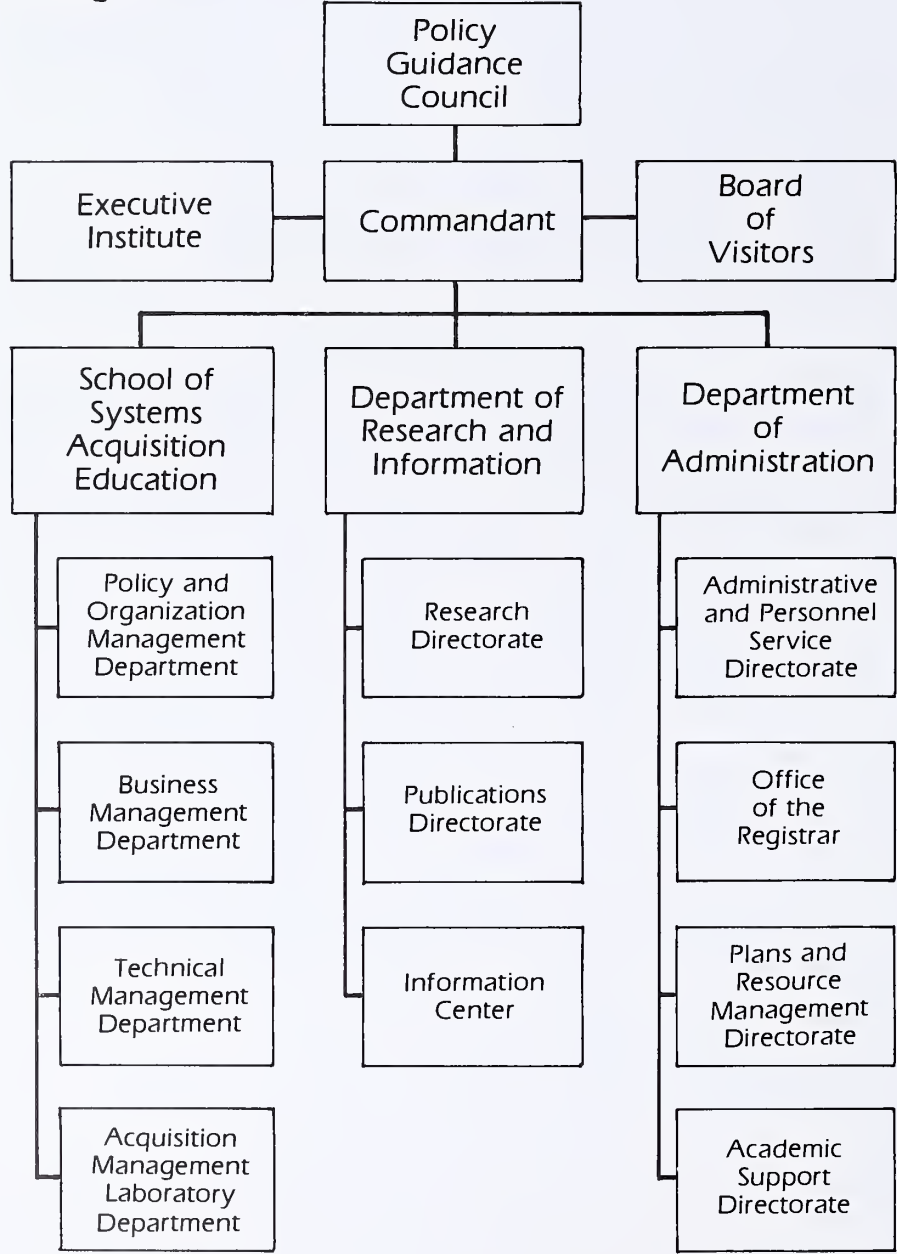 Policy
Guidance
Council
Executive
Institute
Commandant
Board
of
Visitors
School of
Systems
Acquisition
Education
Department of
Research and
Information
Department
of
Administration
Policy and
Organization
Management
Department
Research
Directorate
Administrative
and Personnel
Service
Directorate
Business
Management
Department
Publications
Directorate
Office
of the
Registrar
Technical
Management
Department
Information
Center
Plans and
Resource
Management
Directorate
Acquisition
Management
Laboratory
Department
Academic
Support
Directorate